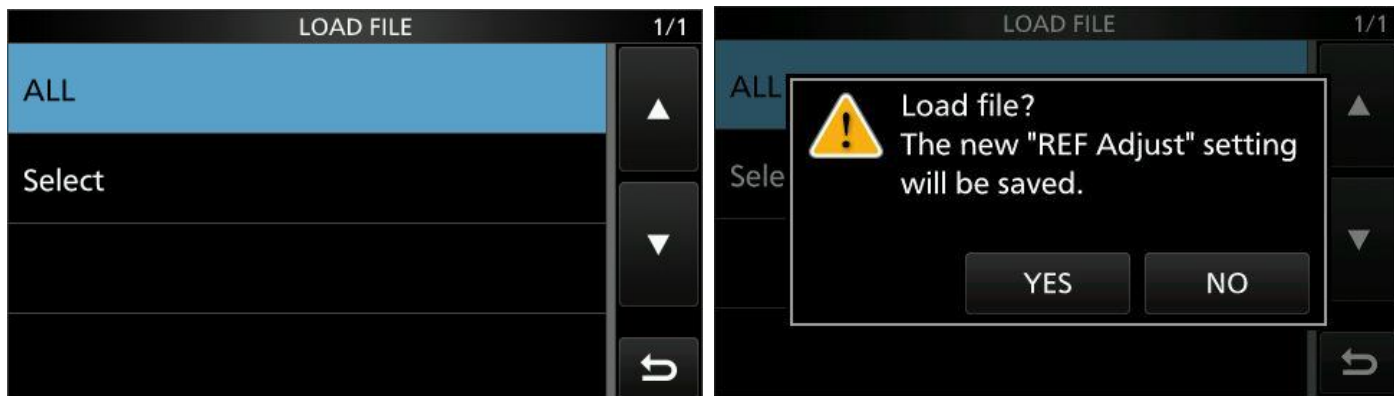 LOAD FILE 1/1
ALL
Select
LOAD FILE 1/1
ALL
Sele
Load file?
The new "REF Adjust" setting
will be saved.
YES NO